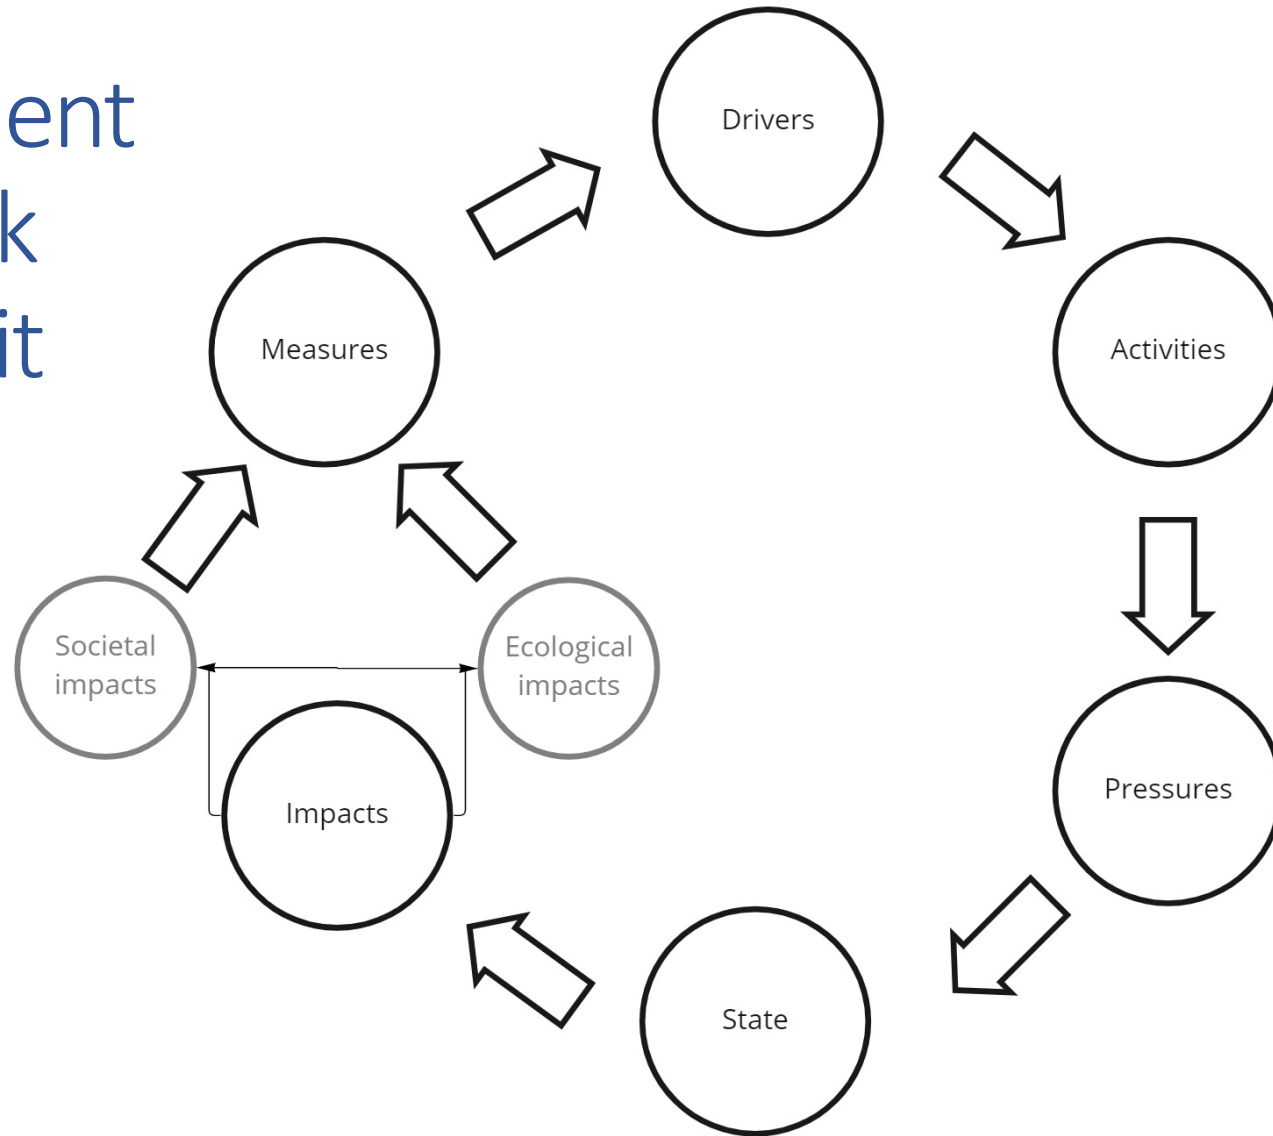 ent
k
it
Drivers
Measures
Activities
Societal
impacts
Ecological
impacts
Impacts
Pressures
State